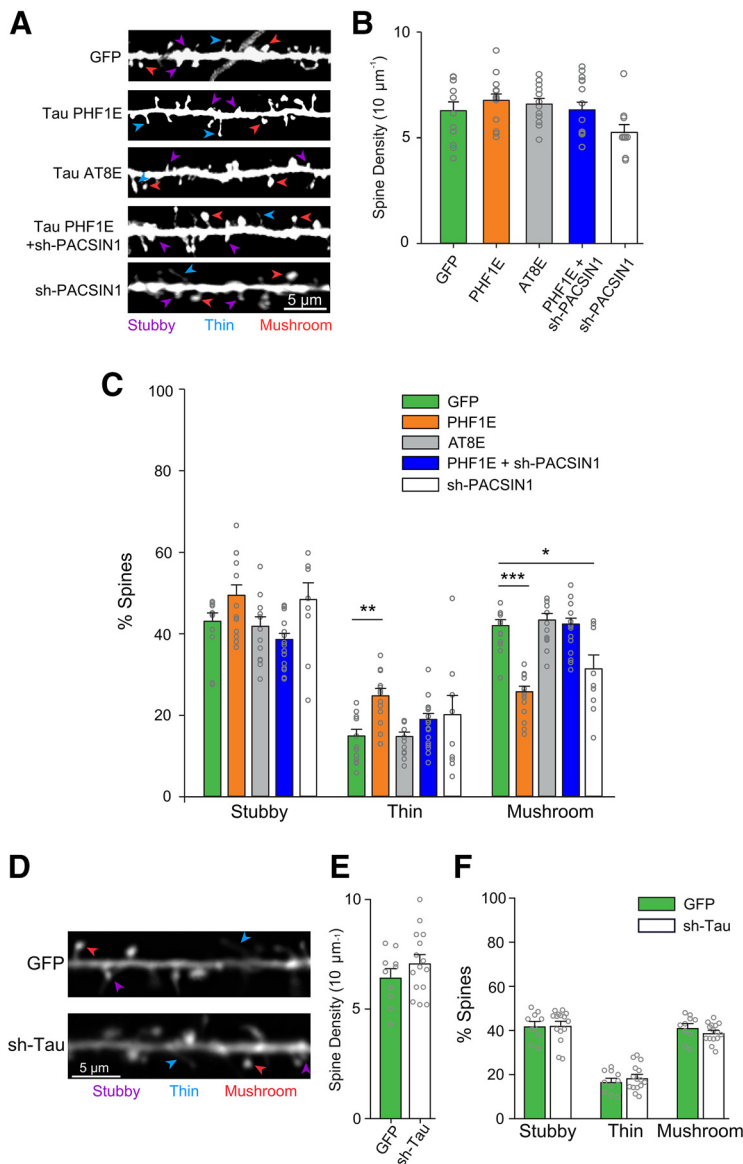 A
GFP
Tau PHF1E
Tau AT8E
Tau PHF1E
+sh-PACSIN1
sh-PACSIN1
5 µm
Stubby Thin Mushroom
B
Spine Density (10 µm⁻¹)
10
5
0
GFP
PHF1E
AT8E
PHF1E +
sh-PACSIN1
sh-PACSIN1
C
% Spines
100
80
60
40
20
0
GFP
PHF1E
AT8E
PHF1E + sh-PACSIN1
sh-PACSIN1
**
***
*
Stubby Thin Mushroom
D
GFP
sh-Tau
5 µm
Stubby Thin Mushroom
E
Spine Density (10 µm⁻¹)
10
5
0
GFP
sh-Tau
F
% Spines
100
80
60
40
20
0
GFP
sh-Tau
Stubby Thin Mushroom